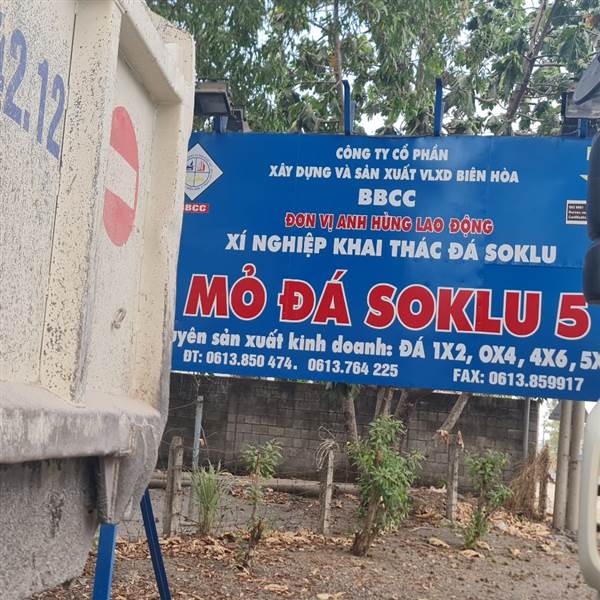 42.12
CÔNG TY CỔ PHẦN
XÂY DỰNG VÀ SẢN XUẤT VLXD BIÊN HÒA
BBCC
BBCC
ĐƠN VỊ ANH HÙNG LAO ĐỘNG
XÍ NGHIỆP KHAI THÁC ĐÁ SOKLU
MỎ ĐÁ SOKLU 5
uyên sản xuất kinh doanh: ĐÁ 1X2, 0X4, 4X6, 5X
ĐT: 0613.850 474. 0613.764 225
FAX: 0613.859917